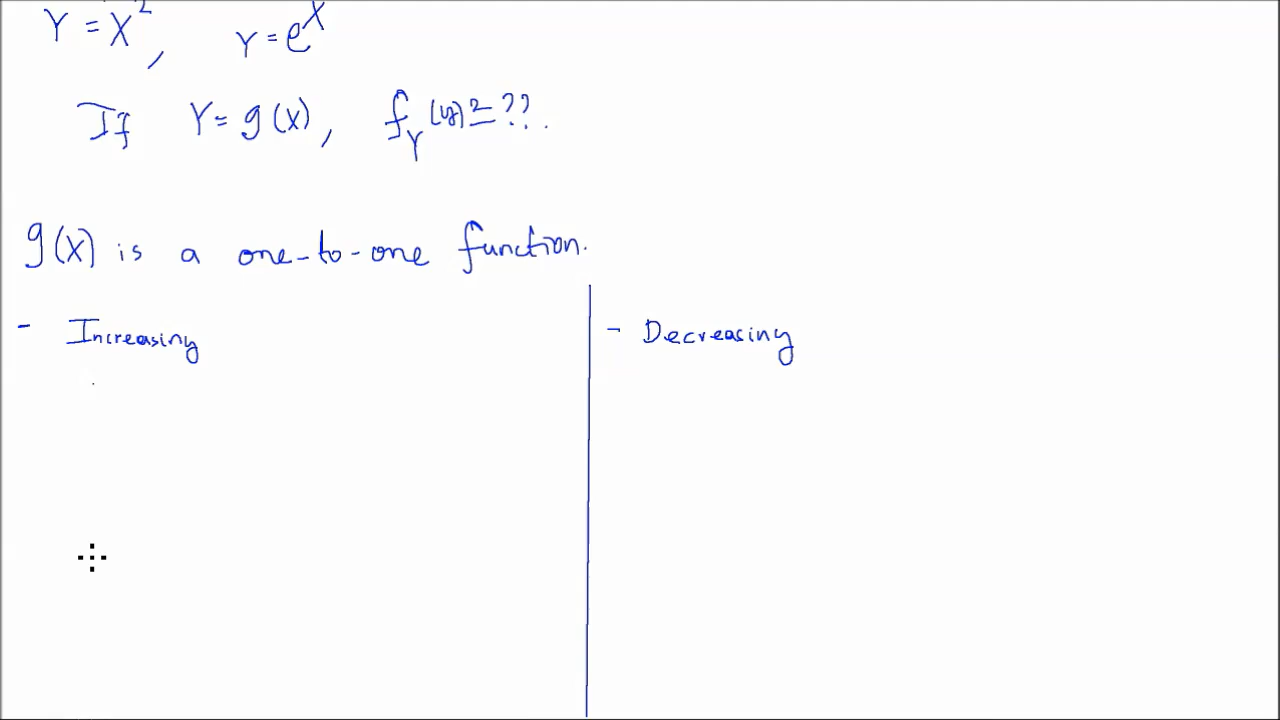 Y = X², Y = e^X
If Y = g(X), f_Y(y) = ??.
g(X) is a one-to-one function.
- Increasing
- Decreasing